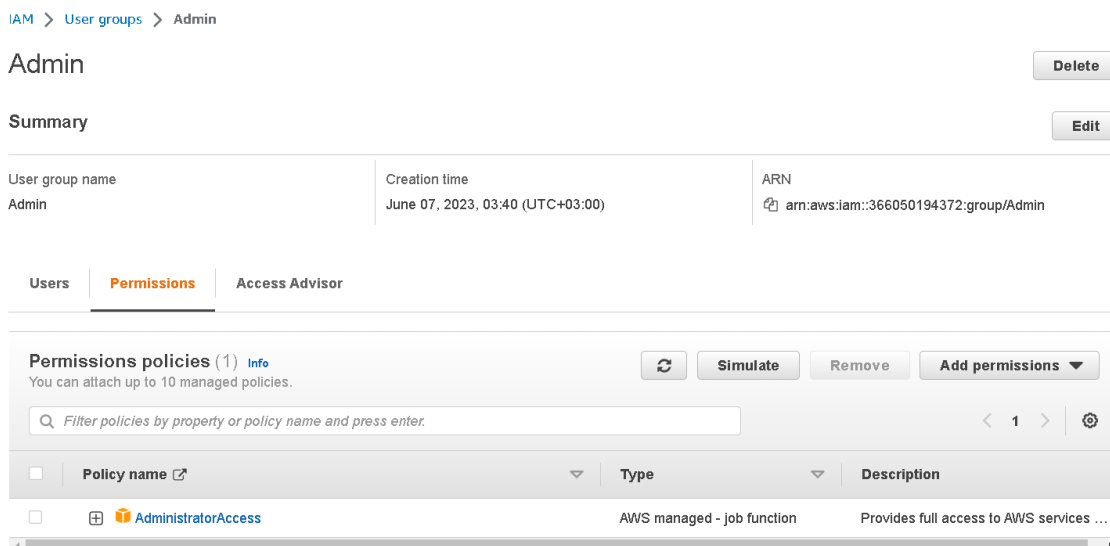 IAM > User groups > Admin
Admin
Delete
Summary
Edit
User group name
Admin
Creation time
June 07, 2023, 03:40 (UTC+03:00)
ARN
arn:aws:iam::366050194372:group/Admin
Users Permissions Access Advisor
Permissions policies (1) Info
You can attach up to 10 managed policies.
Simulate Remove Add permissions
Filter policies by property or policy name and press enter.
1
Policy name Type Description
AdministratorAccess AWS managed - job function Provides full access to AWS services ...